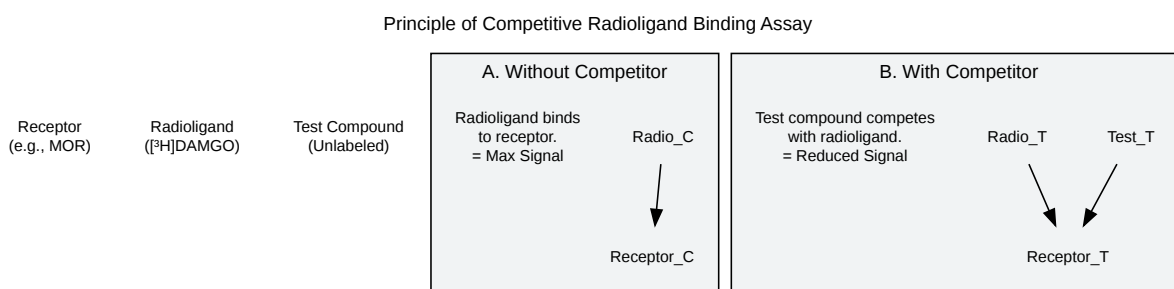 Principle of Competitive Radioligand Binding Assay
Receptor
(e.g., MOR)
Radioligand
([³H]DAMGO)
Test Compound
(Unlabeled)
A. Without Competitor
Radioligand binds
to receptor.
= Max Signal
Radio_C
Receptor_C
B. With Competitor
Test compound competes
with radioligand.
= Reduced Signal
Radio_T
Test_T
Receptor_T